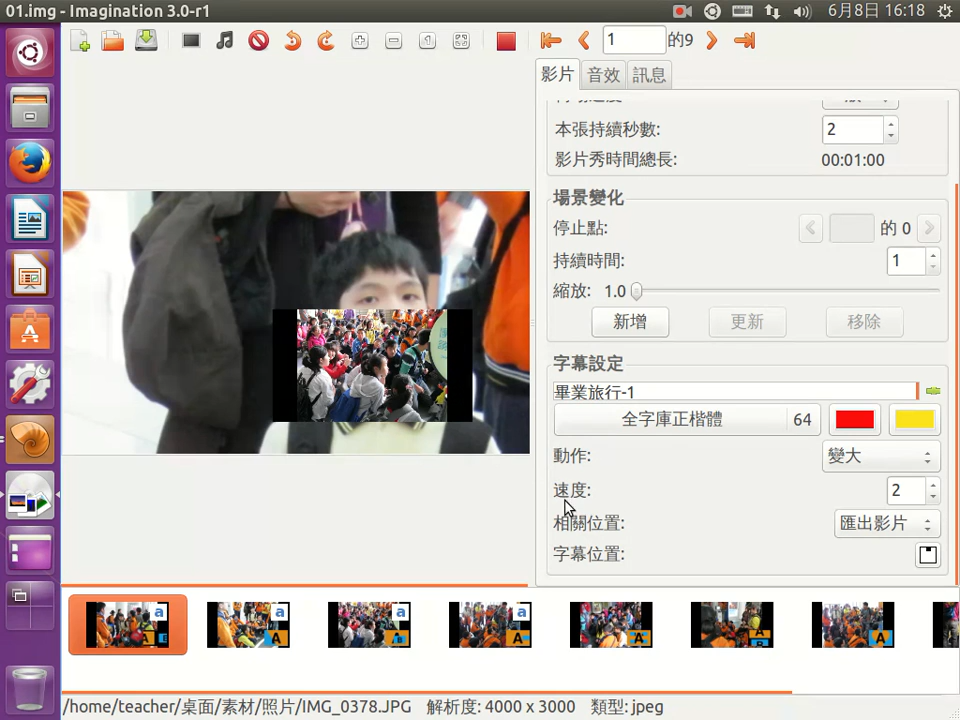 01.img - Imagination 3.0-r1
6月8日 16:18
1 的9
影片 音效 訊息
本張持續秒數: 2
影片秀時間總長: 00:01:00
場景變化
停止點: 的 0
持續時間: 1
縮放: 1.0
新增 更新 移除
字幕設定
畢業旅行-1
全字庫正楷體 64
動作: 變大
速度: 2
相關位置: 匯出影片
字幕位置:
a a a a
A A A A A A
/home/teacher/桌面/素材/照片/IMG_0378.JPG 解析度: 4000 x 3000 類型: jpeg